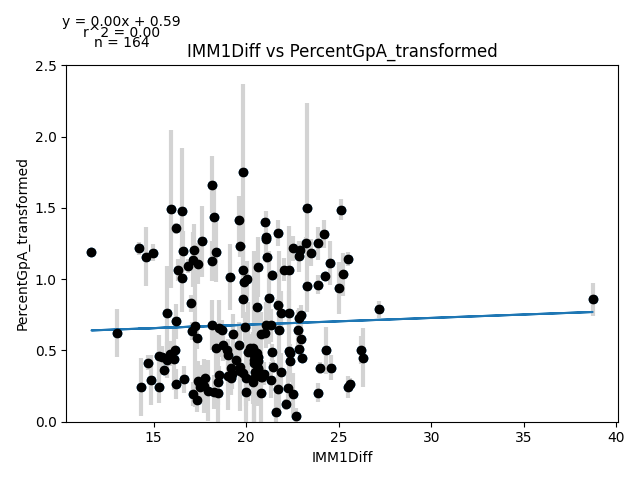 y = 0.00x + 0.59
r^2 = 0.00
n = 164
IMM1Diff vs PercentGpA_transformed
2.5
2.0
1.5
1.0
0.5
0.0
PercentGpA_transformed
15
20
25
30
35
40
IMM1Diff